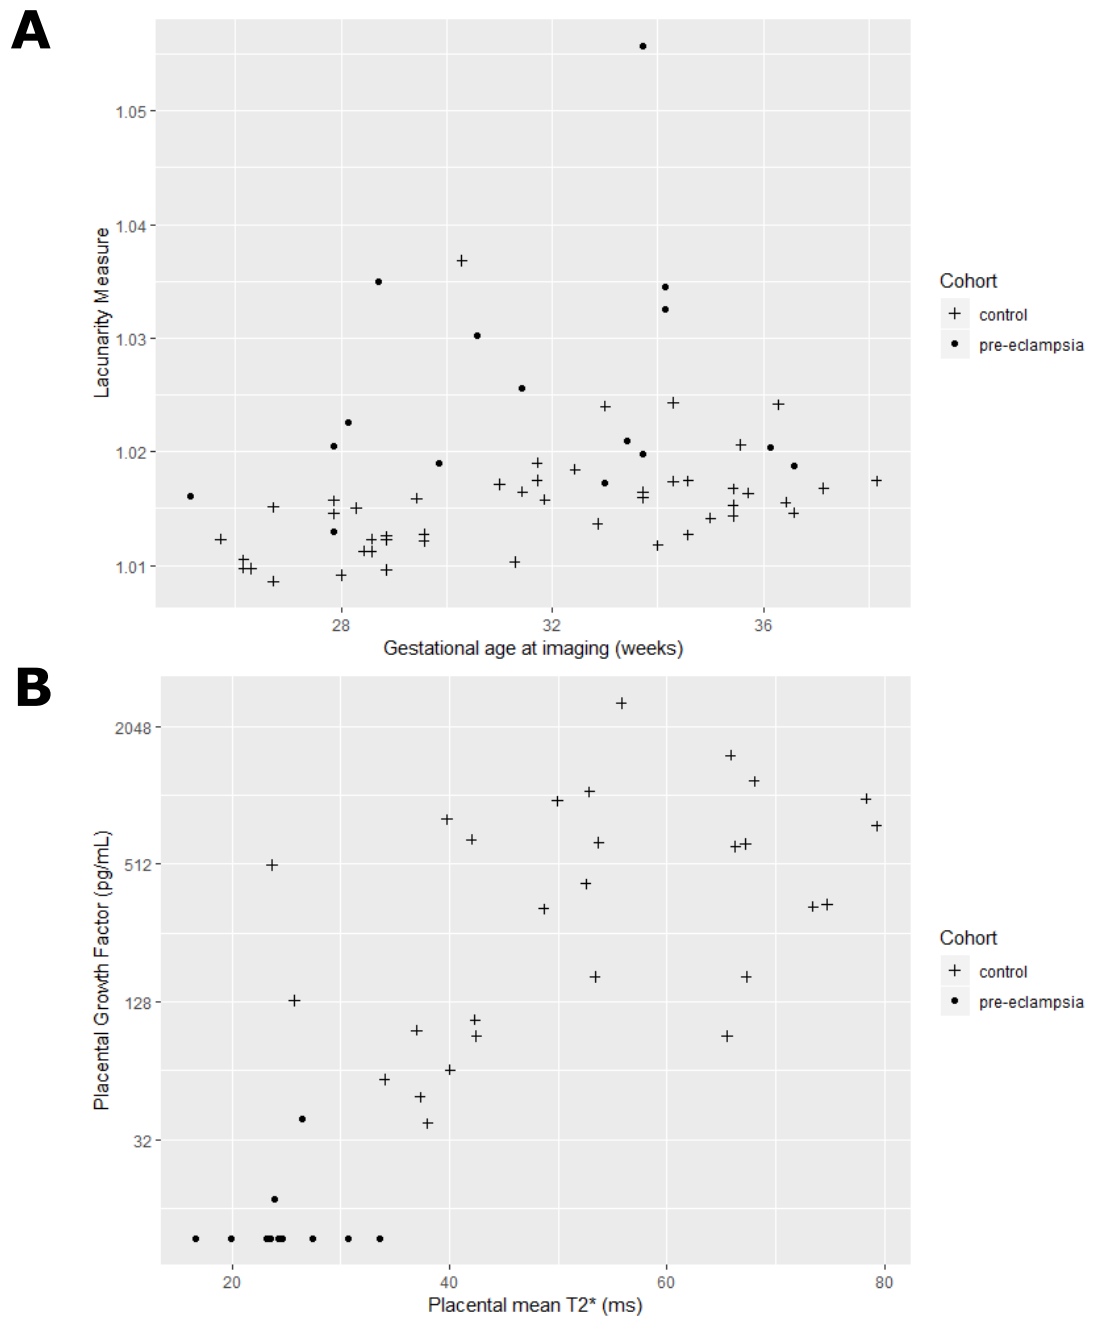 A
1.05
1.04
1.03
1.02
1.01
Lacunarity Measure
28 32 36
Gestational age at imaging (weeks)
Cohort
control
pre-eclampsia
B
2048
512
128
32
Placental Growth Factor (pg/mL)
20 40 60 80
Placental mean T2* (ms)
Cohort
control
pre-eclampsia